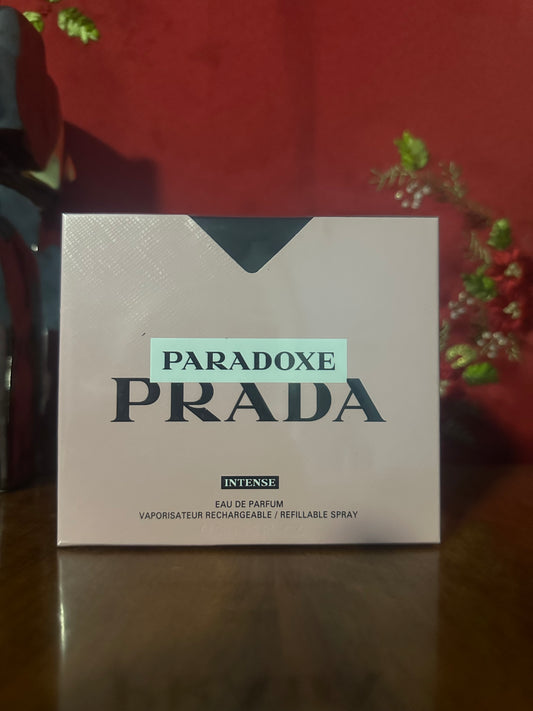 PARADOXE
PRADA
INTENSE
EAU DE PARFUM
VAPORISATEUR RECHARGEABLE / REFILLABLE SPRAY